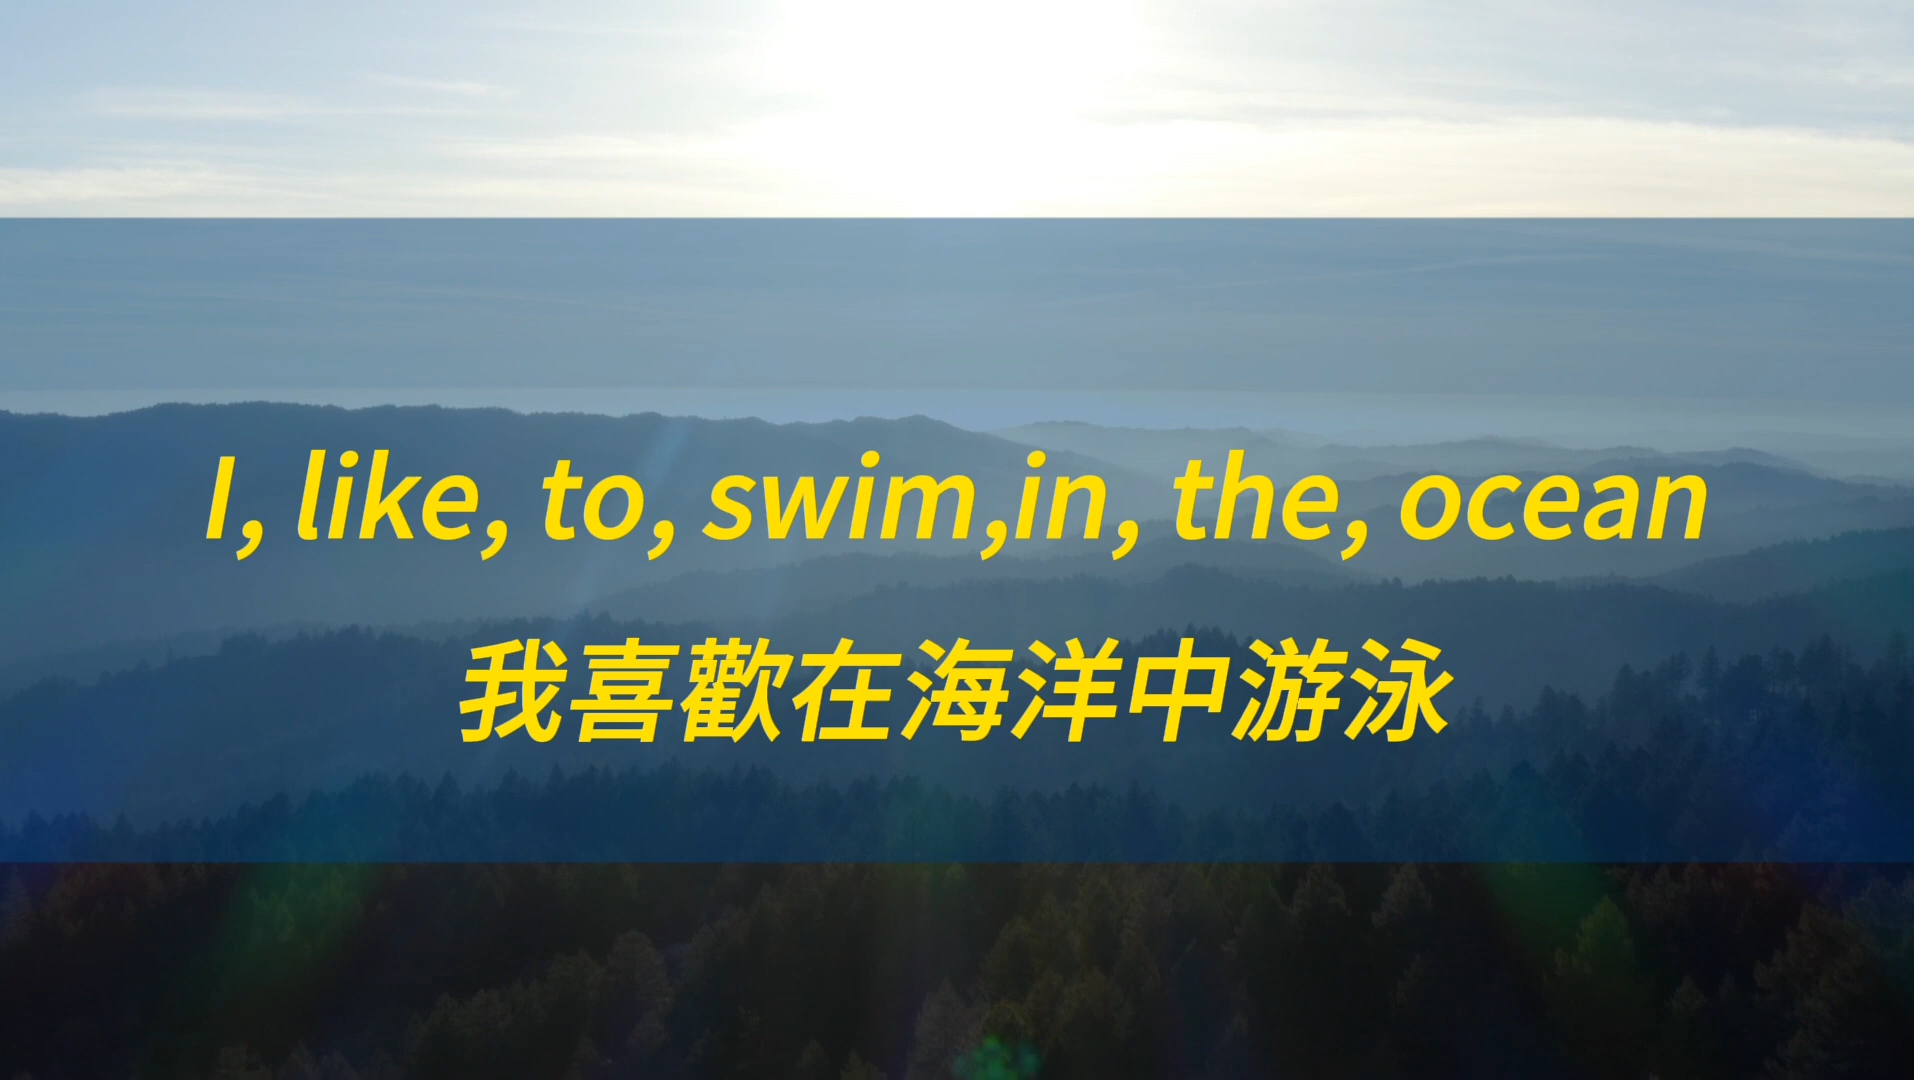 I, like, to, swim,in, the, ocean
我喜歡在海洋中游泳